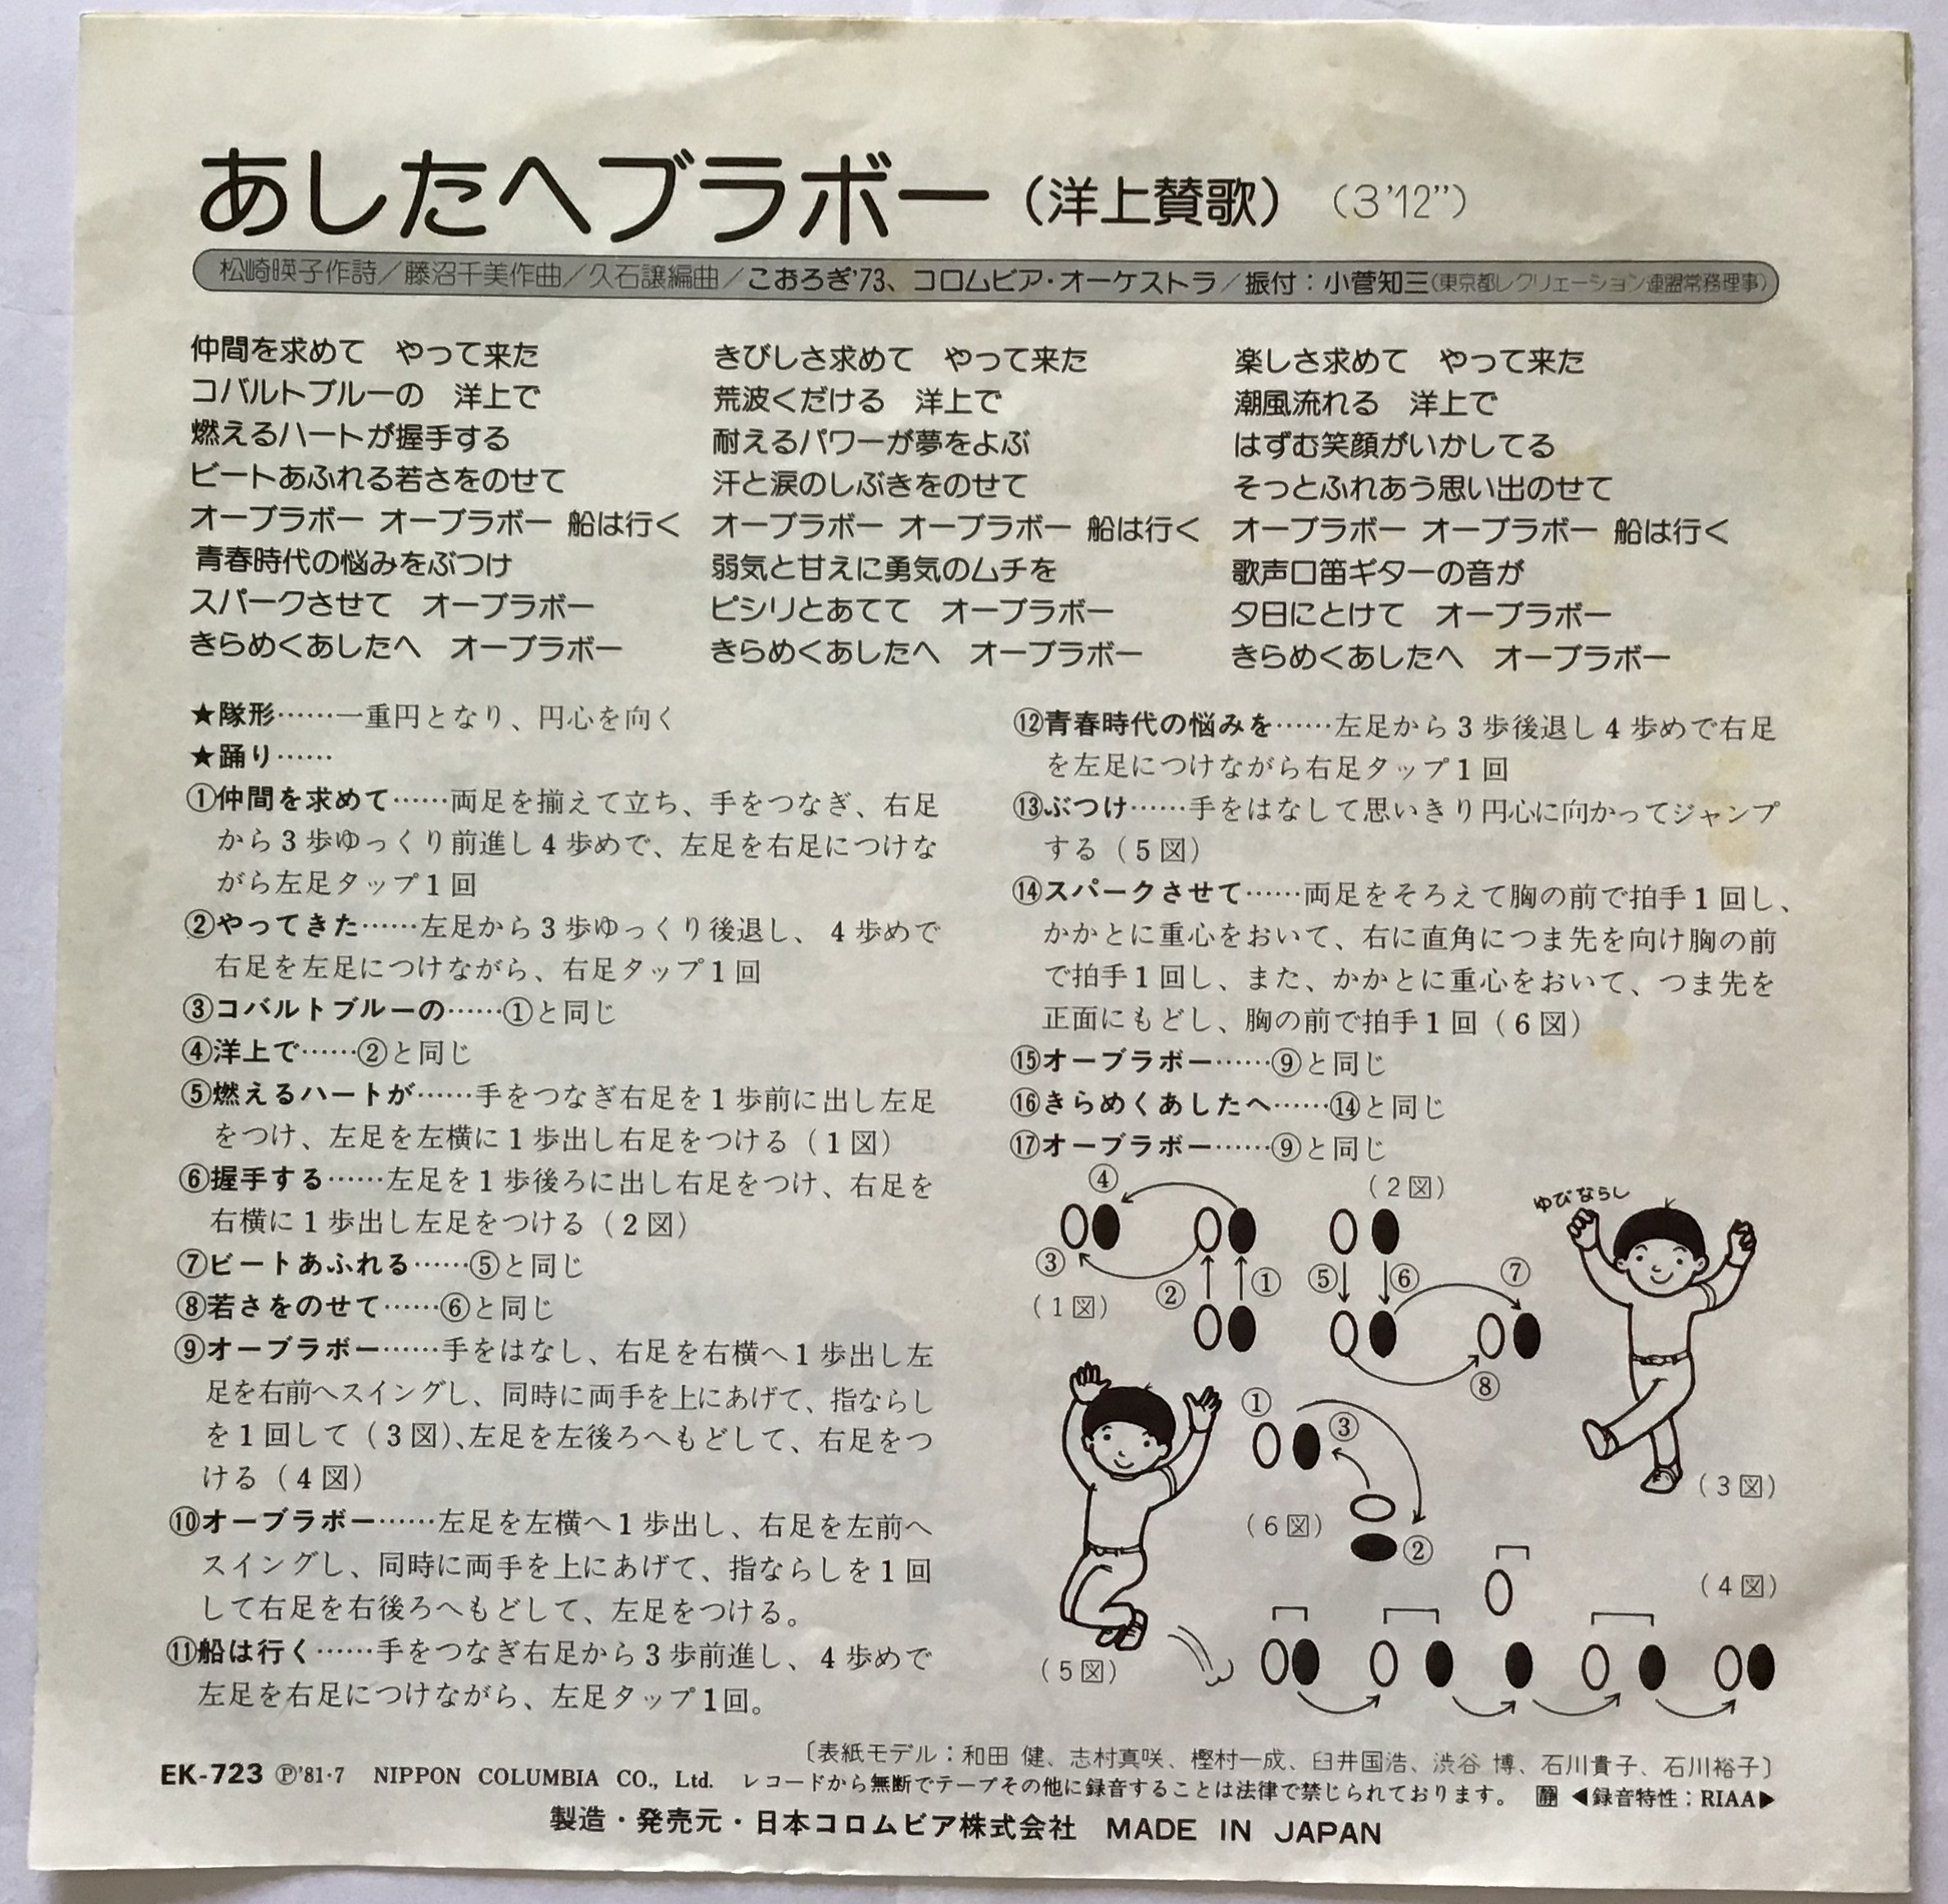 あしたへブラボー（洋上賛歌）（3’12”）
松崎暎子作詩／藤沼千美作曲／久石譲編曲／こおろぎ’73、コロムビア・オーケストラ／振付：小菅知三(東京都レクリェーション連盟常務理事)
仲間を求めて　やって来た
コバルトブルーの　洋上で
燃えるハートが握手する
ビートあふれる若さをのせて
オーブラボー オーブラボー 船は行く
青春時代の悩みをぶつけ
スパークさせて　オーブラボー
きらめくあしたへ　オーブラボー
きびしさ求めて　やって来た
荒波くだける　洋上で
耐えるパワーが夢をよぶ
汗と涙のしぶきをのせて
オーブラボー オーブラボー 船は行く
弱気と甘えに勇気のムチを
ピシリとあてて　オーブラボー
きらめくあしたへ　オーブラボー
楽しさ求めて　やって来た
潮風流れる　洋上で
はずむ笑顔がいかしてる
そっとふれあう思い出のせて
オーブラボー オーブラボー 船は行く
歌声口笛ギターの音が
夕日にとけて　オーブラボー
きらめくあしたへ　オーブラボー
★隊形……一重円となり、円心を向く
★踊り……
①仲間を求めて……両足を揃えて立ち、手をつなぎ、右足
から3歩ゆっくり前進し4歩めで、左足を右足につけな
がら左足タップ1回
②やってきた……左足から3歩ゆっくり後退し、4歩めで
右足を左足につけながら、右足タップ1回
③コバルトブルーの……①と同じ
④洋上で……②と同じ
⑤燃えるハートが……手をつなぎ右足を1歩前に出し左足
をつけ、左足を左横に1歩出し右足をつける（1図）
⑥握手する……左足を1歩後ろに出し右足をつけ、右足を
右横に1歩出し左足をつける（2図）
⑦ビートあふれる……⑤と同じ
⑧若さをのせて……⑥と同じ
⑨オーブラボー……手をはなし、右足を右横へ1歩出し左
足を右前へスイングし、同時に両手を上にあげて、指ならし
を1回して（3図）、左足を左後ろへもどして、右足をつ
ける（4図）
⑩オーブラボー……左足を左横へ1歩出し、右足を左前へ
スイングし、同時に両手を上にあげて、指ならしを1回
して右足を右後ろへもどして、左足をつける。
⑪船は行く……手をつなぎ右足から3歩前進し、4歩めで
左足を右足につけながら、左足タップ1回。
⑫青春時代の悩みを……左足から3歩後退し4歩めで右足
を左足につけながら右足タップ1回
⑬ぶつけ……手をはなして思いきり円心に向かってジャンプ
する（5図）
⑭スパークさせて……両足をそろえて胸の前で拍手1回し、
かかとに重心をおいて、右に直角につま先を向け胸の前
で拍手1回し、また、かかとに重心をおいて、つま先を
正面にもどし、胸の前で拍手1回（6図）
⑮オーブラボー……⑨と同じ
⑯きらめくあしたへ……⑭と同じ
⑰オーブラボー……⑨と同じ
④
③
②
①
（1図）
（2図）
⑤
⑥
⑦
⑧
ゆびならし
（3図）
①
③
②
（6図）
（4図）
（5図）
〔表紙モデル：和田 健、志村真咲、樫村一成、臼井国浩、渋谷 博、石川貴子、石川裕子〕
EK-723 Ⓟ’81・7 NIPPON COLUMBIA CO., Ltd. レコードから無断でテープその他に録音することは法律で禁じられております。 ◀録音特性：RIAA▶
製造・発売元・日本コロムビア株式会社 MADE IN JAPAN